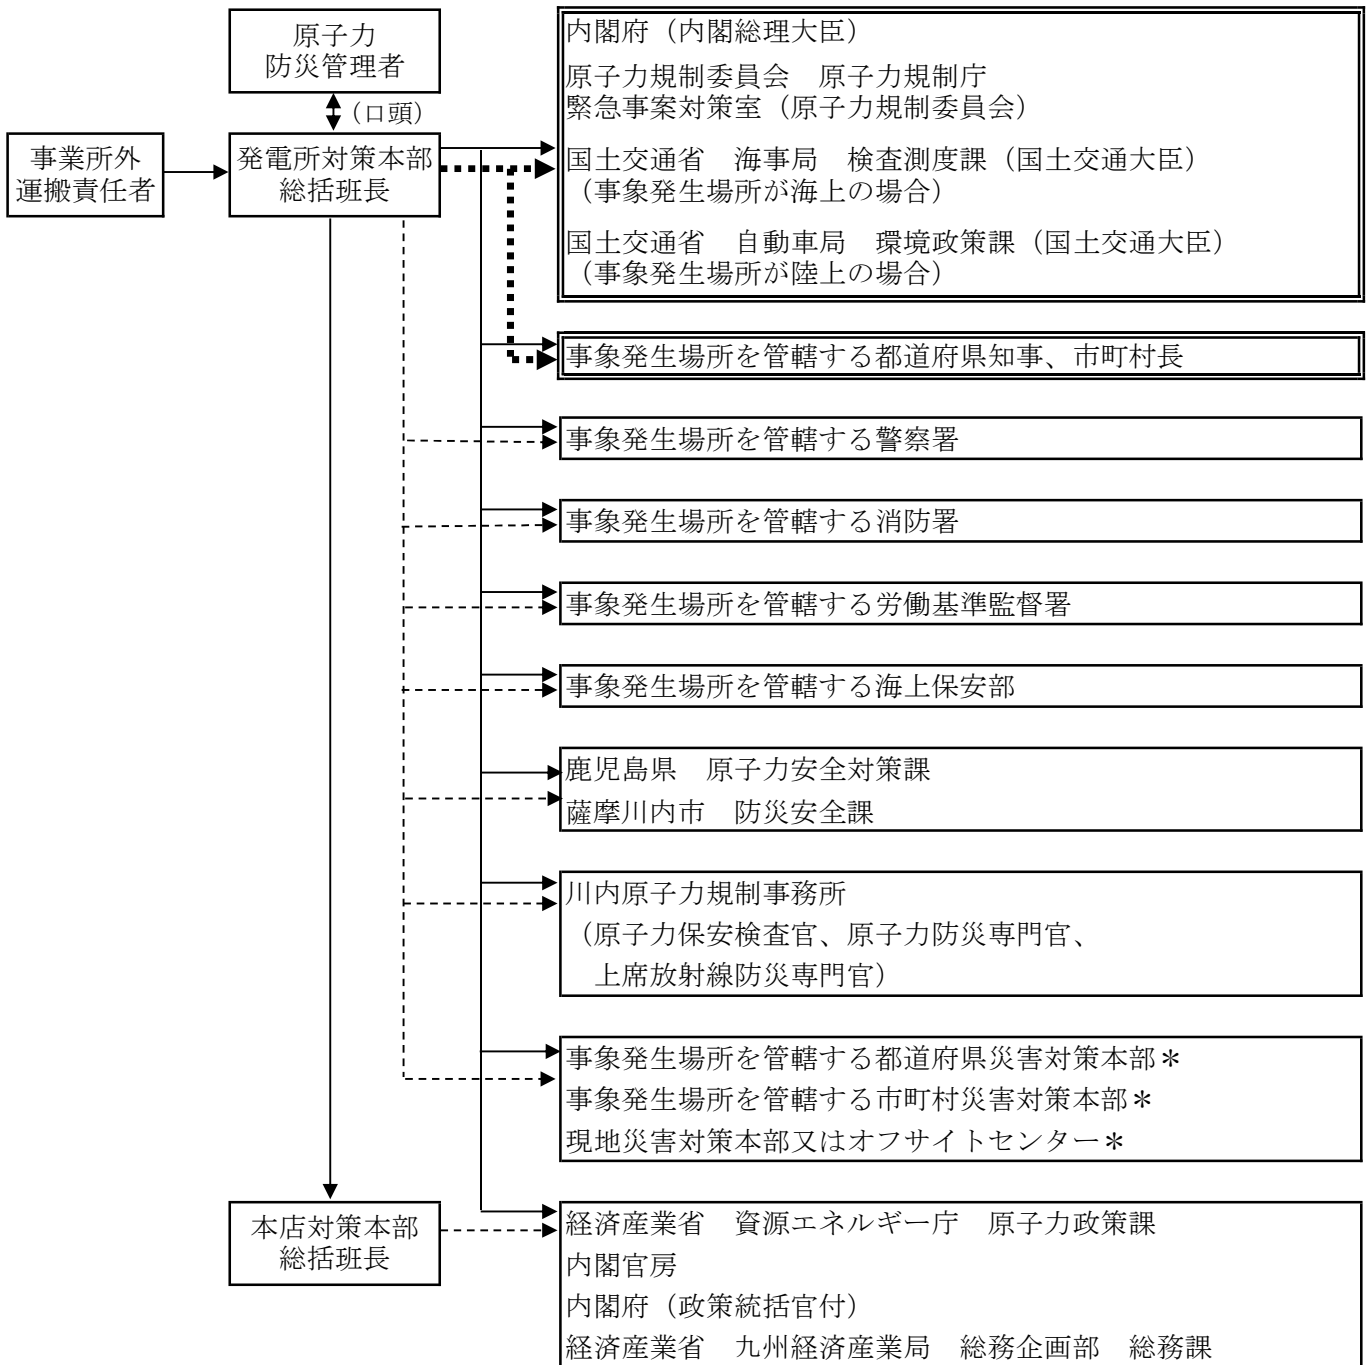 原子力
防災管理者
(口頭)
事業所外
運搬責任者
発電所対策本部
総括班長
内閣府（内閣総理大臣）
原子力規制委員会　原子力規制庁
緊急事案対策室（原子力規制委員会）
国土交通省　海事局　検査測度課（国土交通大臣）
（事象発生場所が海上の場合）
国土交通省　自動車局　環境政策課（国土交通大臣）
（事象発生場所が陸上の場合）
事象発生場所を管轄する都道府県知事、市町村長
事象発生場所を管轄する警察署
事象発生場所を管轄する消防署
事象発生場所を管轄する労働基準監督署
事象発生場所を管轄する海上保安部
鹿児島県　原子力安全対策課
薩摩川内市　防災安全課
川内原子力規制事務所
（原子力保安検査官、原子力防災専門官、
上席放射線防災専門官）
事象発生場所を管轄する都道府県災害対策本部＊
事象発生場所を管轄する市町村災害対策本部＊
現地災害対策本部又はオフサイトセンター＊
本店対策本部
総括班長
経済産業省　資源エネルギー庁　原子力政策課
内閣官房
内閣府（政策統括官付）
経済産業省　九州経済産業局　総務企画部　総務課